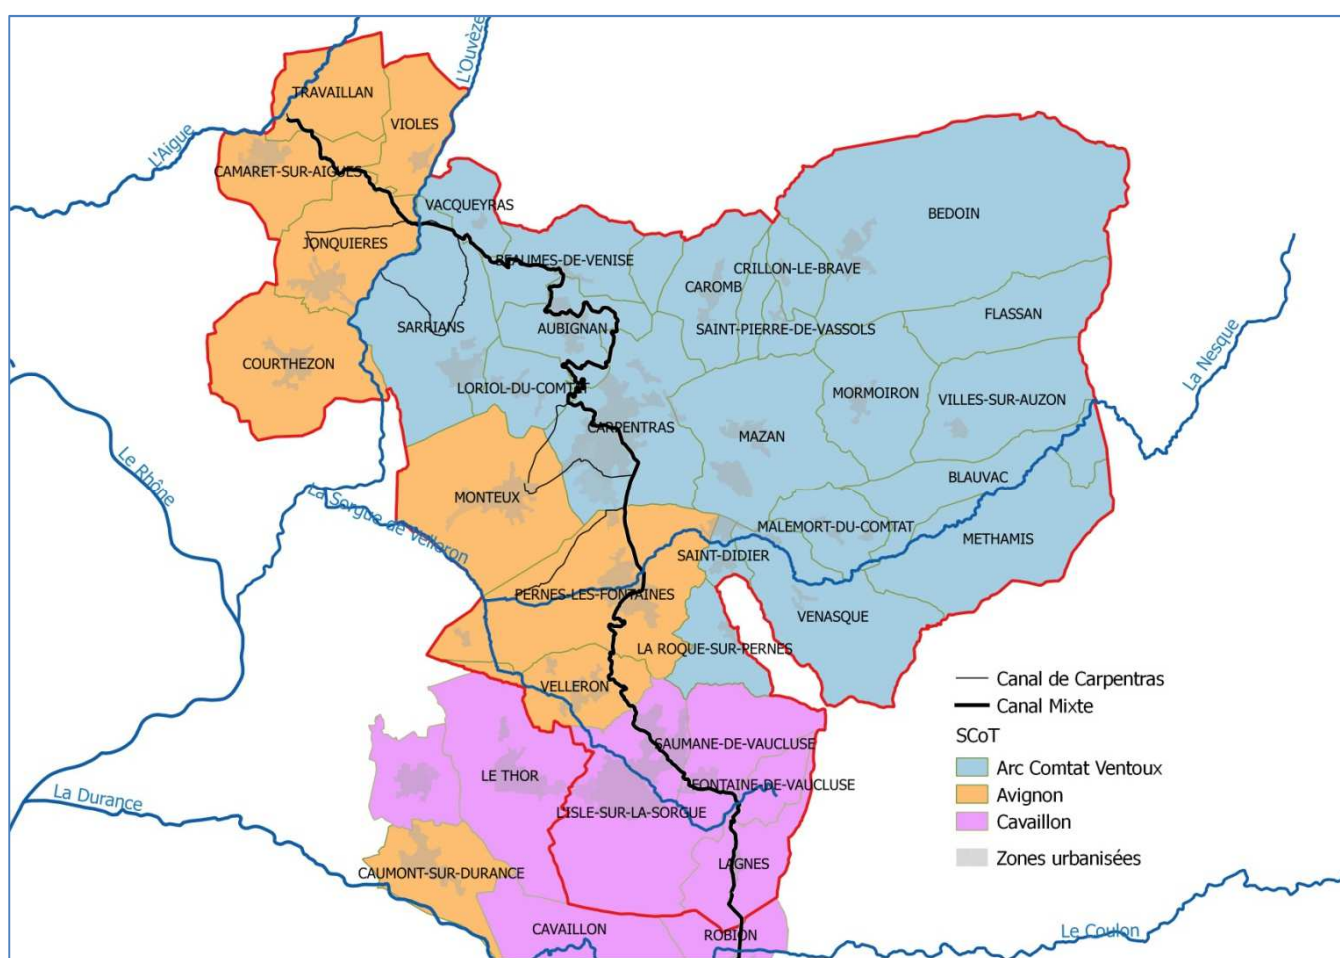 L'Ouvèze
TRAVAILLAN
VIOLES
L'Aigue
CAMARET-SUR-AIGUES
VACQUEYRAS
BEDOIN
JONQUIERES
BEAUMES-DE-VENISE
CRILLON-LE-BRAVE
CAROMB
FLASSAN
SARRIANS
AUBIGNAN
SAINT-PIERRE-DE-VASSOLS
La Nesque
COURTHEZON
LORIOL-DU-COMTAT
MORMOIRON
VILLES-SUR-AUZON
CARPENTRAS
MAZAN
Le Rhône
BLAUVAC
MONTEUX
La Sorgue de Velleron
MALEMORT-DU-COMTAT
METHAMIS
SAINT-DIDIER
PERNES-LES-FONTAINES
VENASQUE
LA ROQUE-SUR-PERNES
VELLERON
SAUMANE-DE-VAUCLUSE
LE THOR
FONTAINE-DE-VAUCLUSE
La Durance
L'ISLE-SUR-LA-SORGUE
LAGNES
CAUMONT-SUR-DURANCE
CAVAILLON
ROBION
Le Coulon
Canal de Carpentras
Canal Mixte
SCoT
Arc Comtat Ventoux
Avignon
Cavaillon
Zones urbanisées